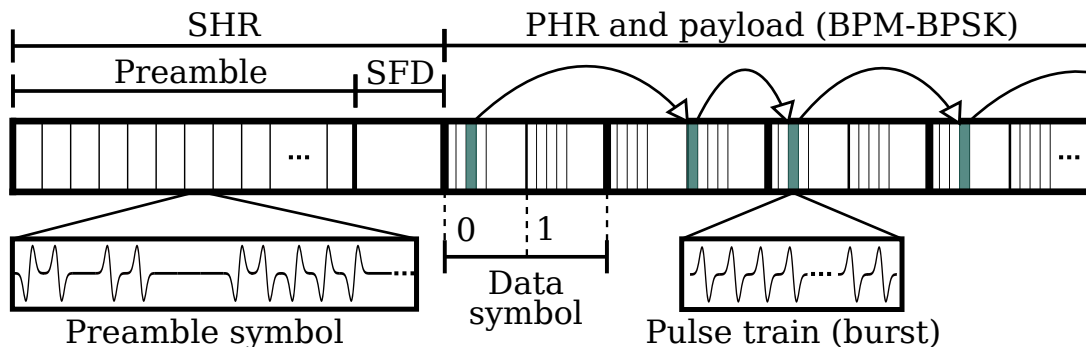 SHR
PHR and payload (BPM-BPSK)
Preamble
SFD
...
...
0
1
...
...
Data
symbol
Preamble symbol
Pulse train (burst)